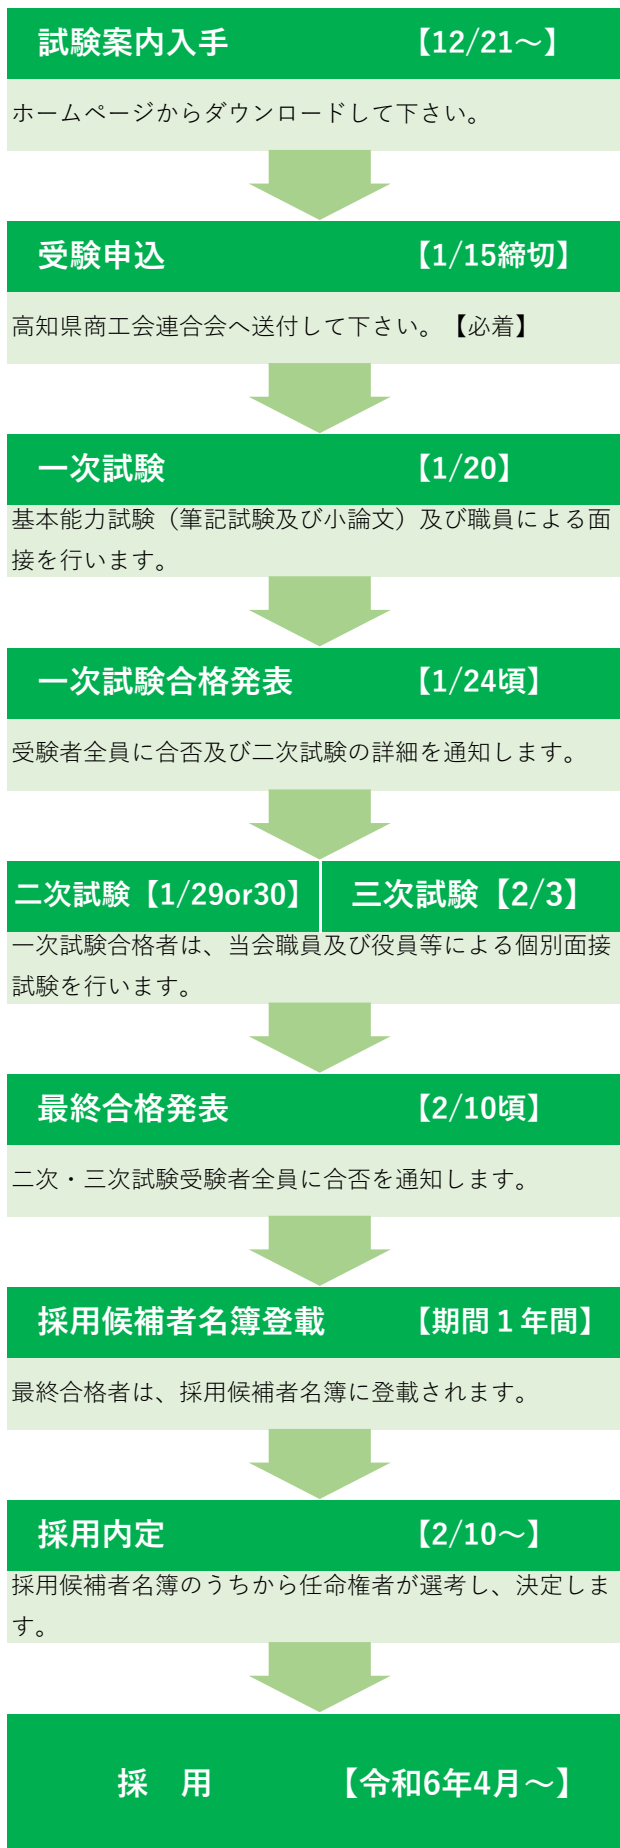 試験案内入手 【12/21～】
ホームページからダウンロードして下さい。
受験申込 【1/15締切】
高知県商工会連合会へ送付して下さい。【必着】
一次試験 【1/20】
基本能力試験（筆記試験及び小論文）及び職員による面
接を行います。
一次試験合格発表 【1/24頃】
受験者全員に合否及び二次試験の詳細を通知します。
二次試験【1/29or30】 三次試験【2/3】
一次試験合格者は、当会職員及び役員等による個別面接
試験を行います。
最終合格発表 【2/10頃】
二次・三次試験受験者全員に合否を通知します。
採用候補者名簿登載 【期間１年間】
最終合格者は、採用候補者名簿に登載されます。
採用内定 【2/10～】
採用候補者名簿のうちから任命権者が選考し、決定しま
す。
採　用 【令和6年4月～】